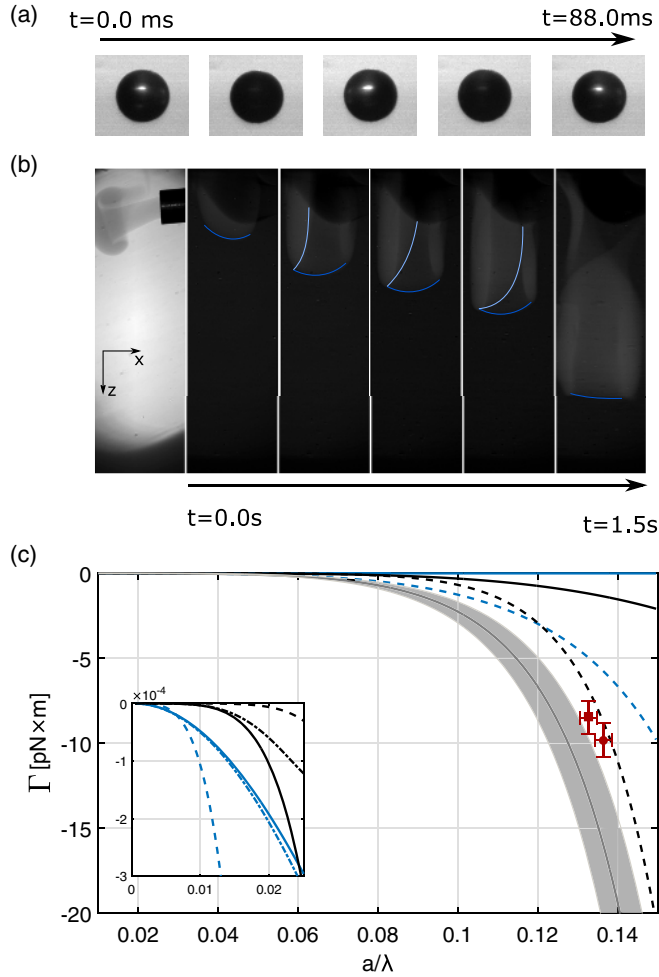 (a)
t=0.0 ms
t=88.0ms
(b)
x
z
t=0.0s
t=1.5s
(c)
0
-5
-10
-15
-20
Γ [pN×m]
0.02
0.04
0.06
0.08
0.1
0.12
0.14
a/λ
×10⁻⁴
0
-1
-2
-3
0
0.01
0.02